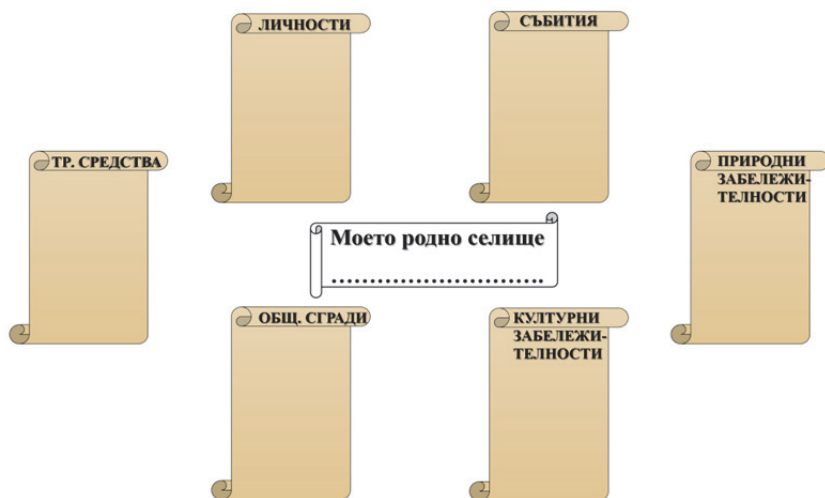 ЛИЧНОСТИ
СЪБИТИЯ
ТР. СРЕДСТВА
ПРИРОДНИ
ЗАБЕЛЕЖИ-
ТЕЛНОСТИ
Моето родно селище
............................
ОБЩ. СГРАДИ
КУЛТУРНИ
ЗАБЕЛЕЖИ-
ТЕЛНОСТИ